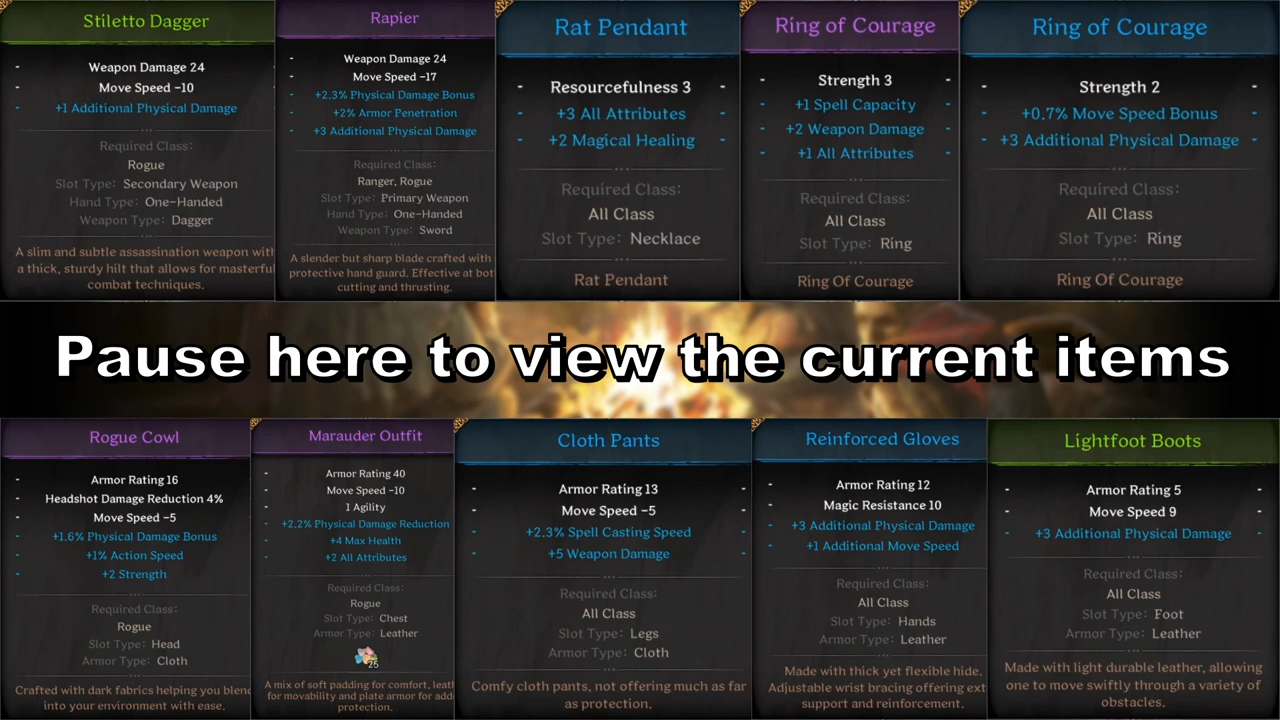 Stiletto Dagger
Weapon Damage 24
Move Speed -10
+1 Additional Physical Damage
Required Class:
Rogue
Slot Type: Secondary Weapon
Hand Type: One-Handed
Weapon Type: Dagger
A slim and subtle assassination weapon with
a thick, sturdy hilt that allows for masterful
combat techniques.
Rapier
Weapon Damage 24
Move Speed -17
+2.3% Physical Damage Bonus
+2% Armor Penetration
+3 Additional Physical Damage
Required Class:
Ranger, Rogue
Slot Type: Primary Weapon
Hand Type: One-Handed
Weapon Type: Sword
A slender but sharp blade crafted with
protective hand guard. Effective at bot
cutting and thrusting.
Rat Pendant
Resourcefulness 3
+3 All Attributes
+2 Magical Healing
Required Class:
All Class
Slot Type: Necklace
Rat Pendant
Ring of Courage
Strength 3
+1 Spell Capacity
+2 Weapon Damage
+1 All Attributes
Required Class:
All Class
Slot Type: Ring
Ring Of Courage
Ring of Courage
Strength 2
+0.7% Move Speed Bonus
+3 Additional Physical Damage
Required Class:
All Class
Slot Type: Ring
Ring Of Courage
Pause here to view the current items
Rogue Cowl
Armor Rating 16
Headshot Damage Reduction 4%
Move Speed -5
+1.6% Physical Damage Bonus
+1% Action Speed
+2 Strength
Required Class:
Rogue
Slot Type: Head
Armor Type: Cloth
Crafted with dark fabrics helping you blend
into your environment with ease.
Marauder Outfit
Armor Rating 40
Move Speed -10
1 Agility
+2.2% Physical Damage Reduction
+4 Max Health
+2 All Attributes
Required Class:
Rogue
Slot Type: Chest
Armor Type: Leather
25
A mix of soft padding for comfort, leath
for movability and plate armor for adde
protection.
Cloth Pants
Armor Rating 13
Move Speed -5
+2.3% Spell Casting Speed
+5 Weapon Damage
Required Class:
All Class
Slot Type: Legs
Armor Type: Cloth
Comfy cloth pants, not offering much as far
as protection.
Reinforced Gloves
Armor Rating 12
Magic Resistance 10
+3 Additional Physical Damage
+1 Additional Move Speed
Required Class:
All Class
Slot Type: Hands
Armor Type: Leather
Made with thick yet flexible hide.
Adjustable wrist bracing offering ext
support and reinforcement.
Lightfoot Boots
Armor Rating 5
Move Speed 9
+3 Additional Physical Damage
Required Class:
All Class
Slot Type: Foot
Armor Type: Leather
Made with light durable leather, allowing
one to move swiftly through a variety of
obstacles.